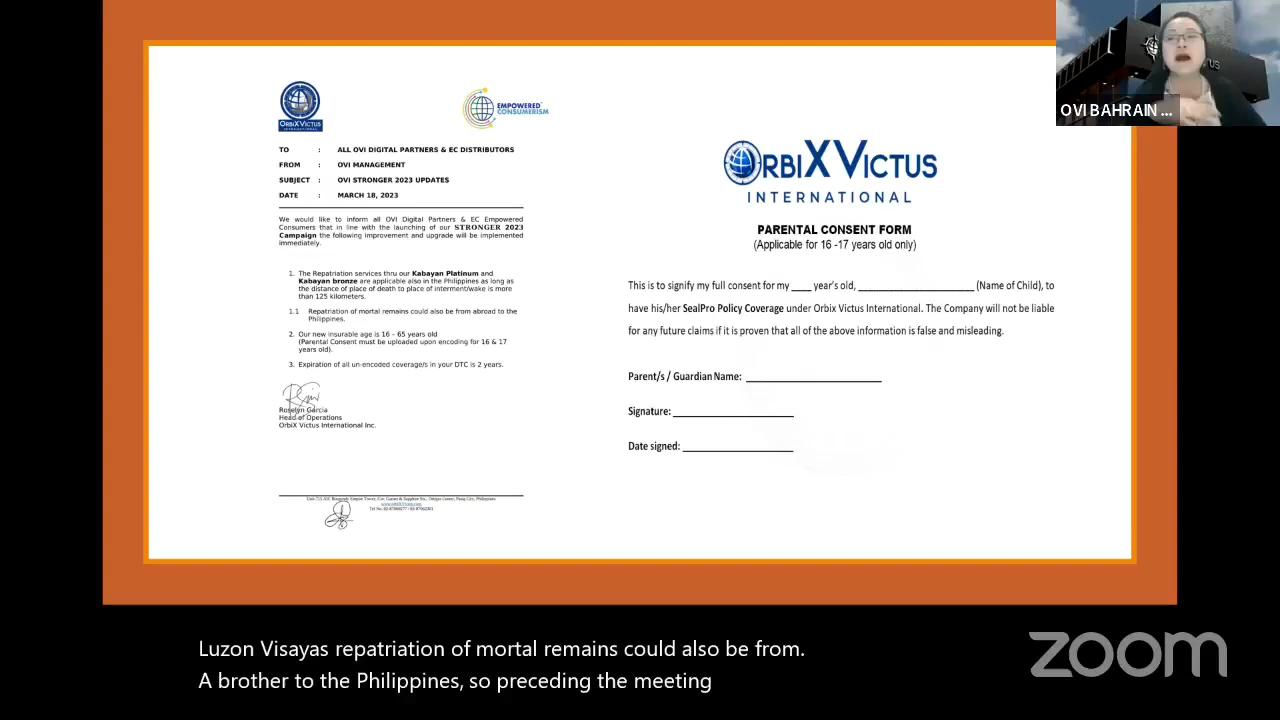 ORBIX VICTUS
INTERNATIONAL
EMPOWERED
CONSUMERISM
TO : ALL OVI DIGITAL PARTNERS & EC DISTRIBUTORS
FROM : OVI MANAGEMENT
SUBJECT : OVI STRONGER 2023 UPDATES
DATE : MARCH 18, 2023
We would like to inform all OVI Digital Partners & EC Empowered
Consumers that in line with the launching of our STRONGER 2023
Campaign the following improvement and upgrade will be implemented
immediately.
1. The Repatriation services thru our Kabayan Platinum and
Kabayan bronze are applicable also in the Philippines as long as
the distance of place of death to place of interment/wake is more
than 125 kilometers.
1.1 Repatriation of mortal remains could also be from abroad to the
Philippines.
2. Our new insurable age is 16 – 65 years old
(Parental Consent must be uploaded upon encoding for 16 & 17
years old).
3. Expiration of all un-encoded coverage/s in your DTC is 2 years.
Roselyn Garcia
Head of Operations
OrbiX Victus International Inc.
ORBIX VICTUS
INTERNATIONAL
PARENTAL CONSENT FORM
(Applicable for 16 -17 years old only)
This is to signify my full consent for my ____ year's old, ______________________ (Name of Child), to
have his/her SealPro Policy Coverage under Orbix Victus International. The Company will not be liable
for any future claims if it is proven that all of the above information is false and misleading.
Parent/s / Guardian Name: _________________________
Signature: ______________________
Date signed: ____________________
OVI BAHRAIN ...
Luzon Visayas repatriation of mortal remains could also be from.
A brother to the Philippines, so preceding the meeting
zoom